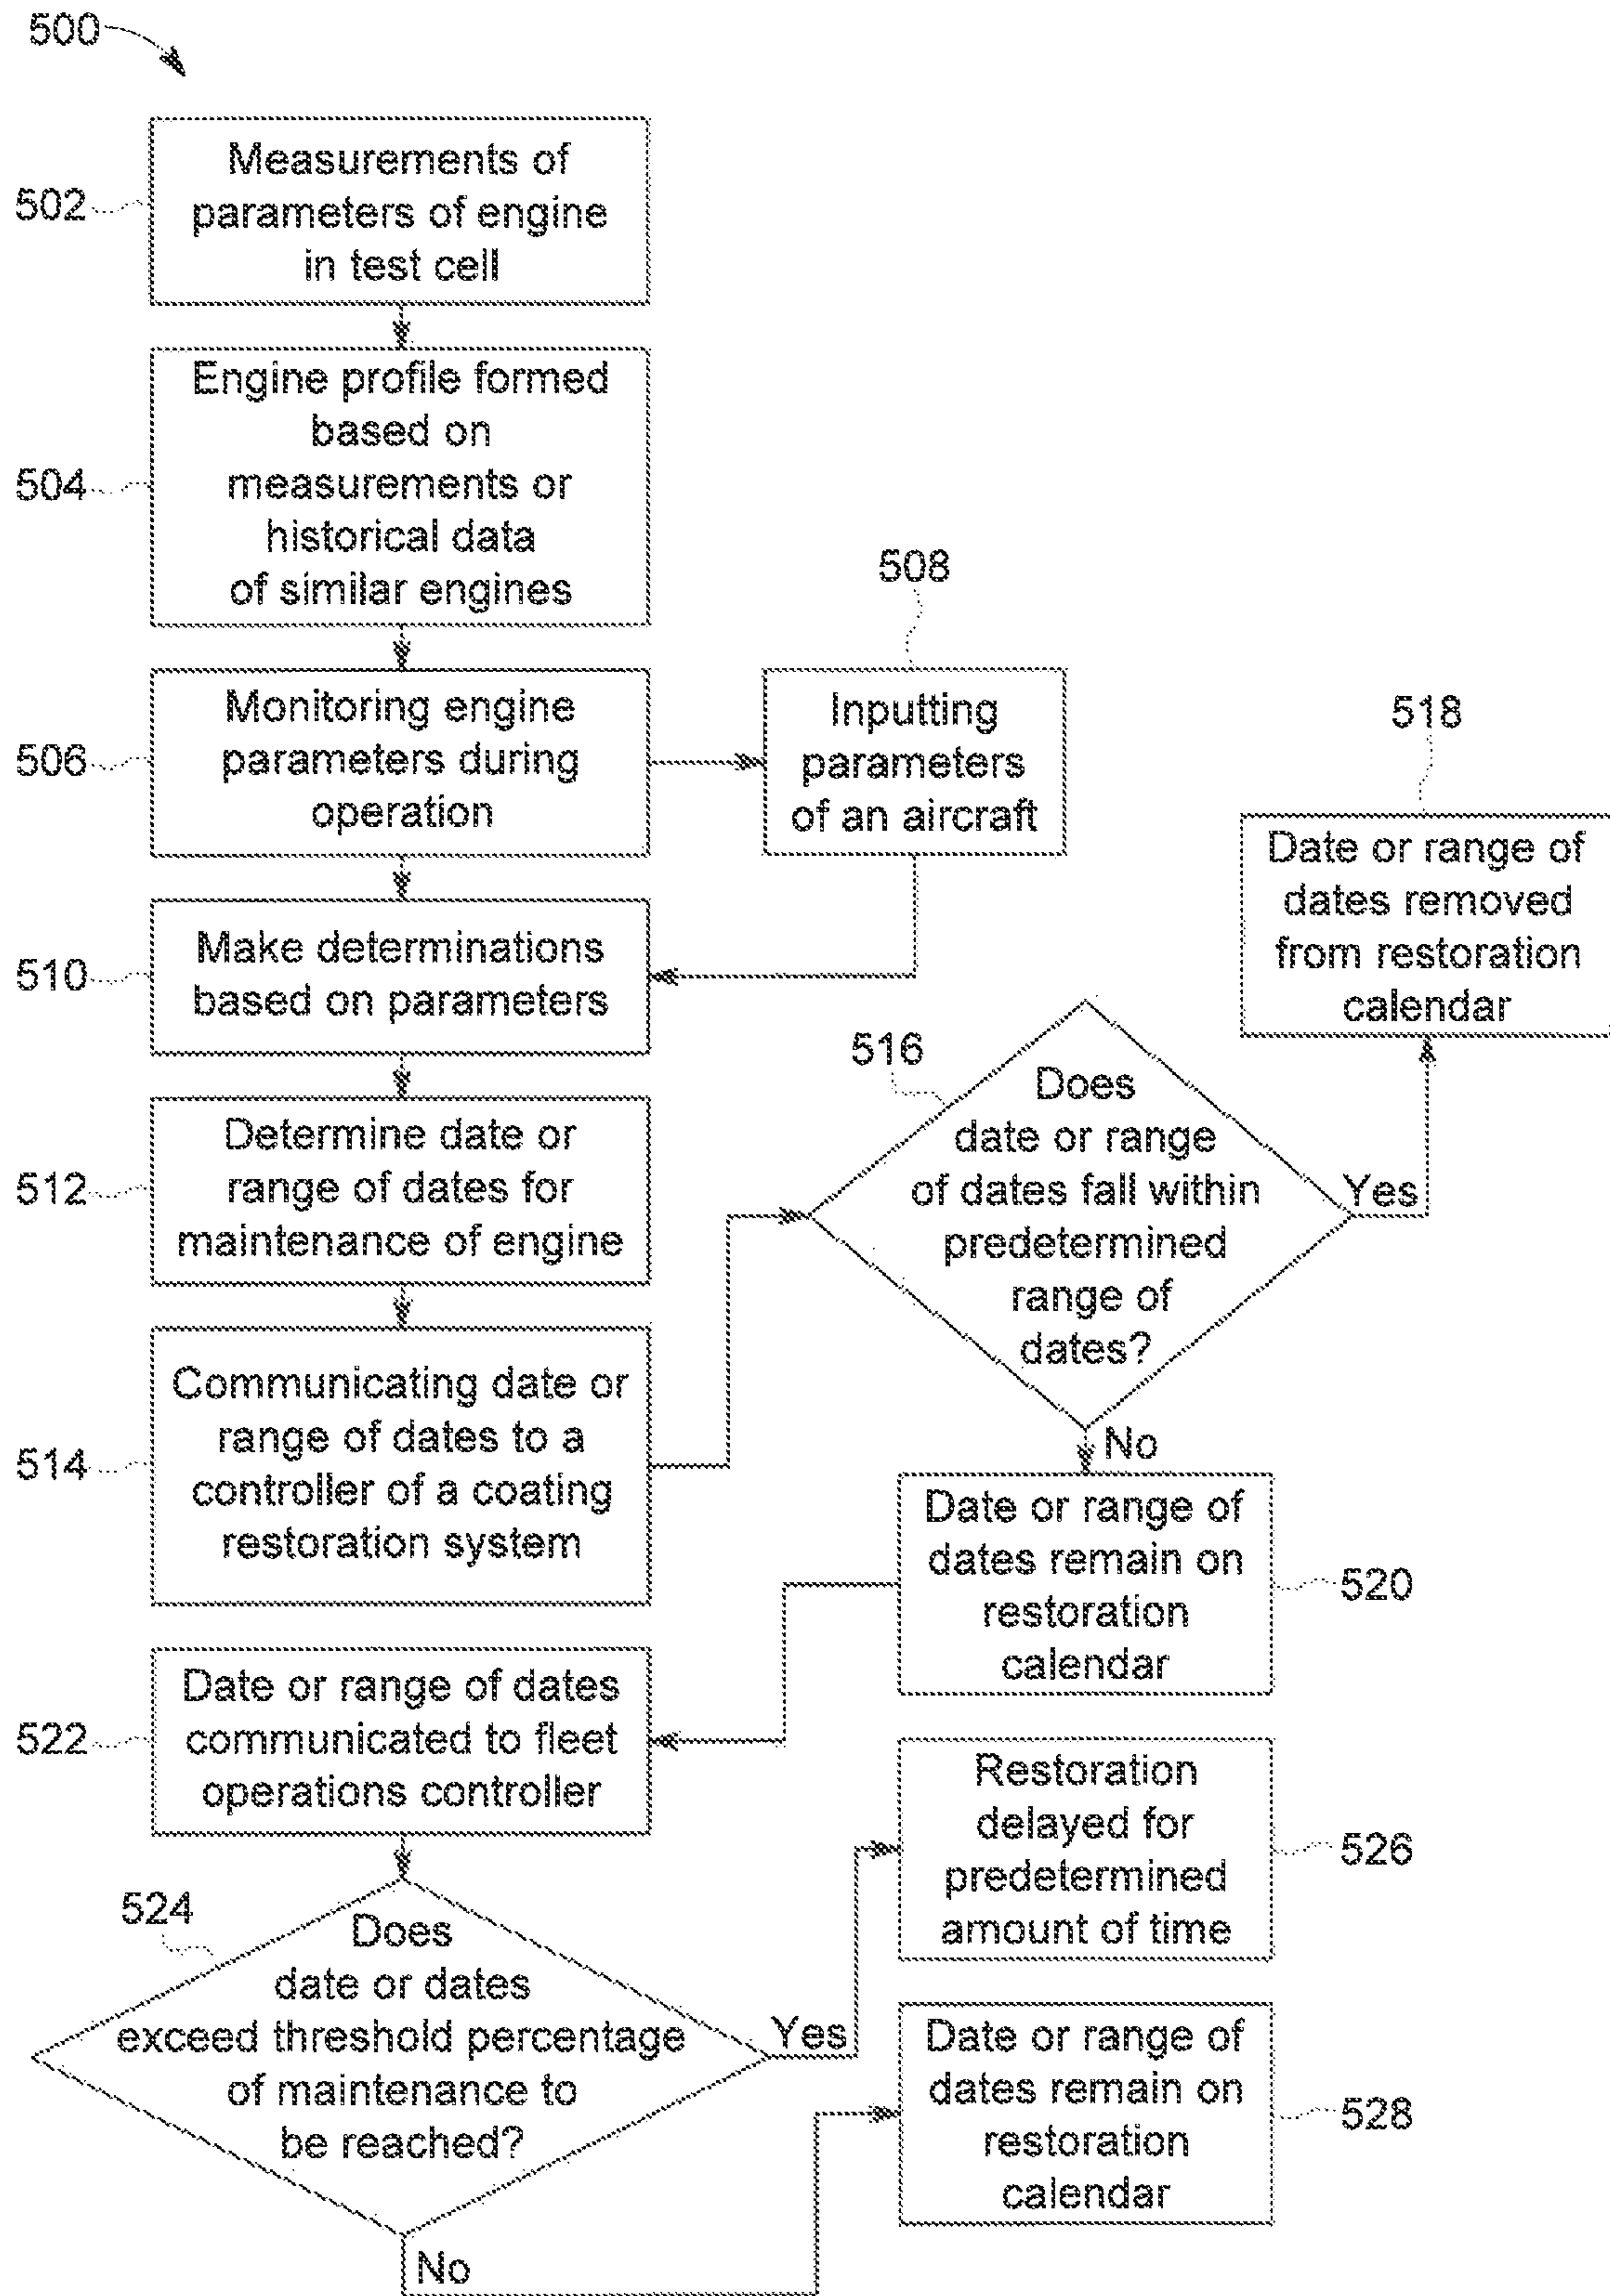 500
502
Measurements of
parameters of engine
in test cell
504
Engine profile formed
based on
measurements or
historical data
of similar engines
506
Monitoring engine
parameters during
operation
508
Inputting
parameters
of an aircraft
510
Make determinations
based on parameters
512
Determine date or
range of dates for
maintenance of engine
514
Communicating date or
range of dates to a
controller of a coating
restoration system
516
Does
date or range
of dates fall within
predetermined
range of
dates?
Yes
518
Date or range of
dates removed
from restoration
calendar
No
Date or range of
dates remain on
restoration
calendar
520
522
Date or range of dates
communicated to fleet
operations controller
524
Does
date or dates
exceed threshold percentage
of maintenance to
be reached?
Yes
Restoration
delayed for
predetermined
amount of time
526
No
Date or range of
dates remain on
restoration
calendar
528